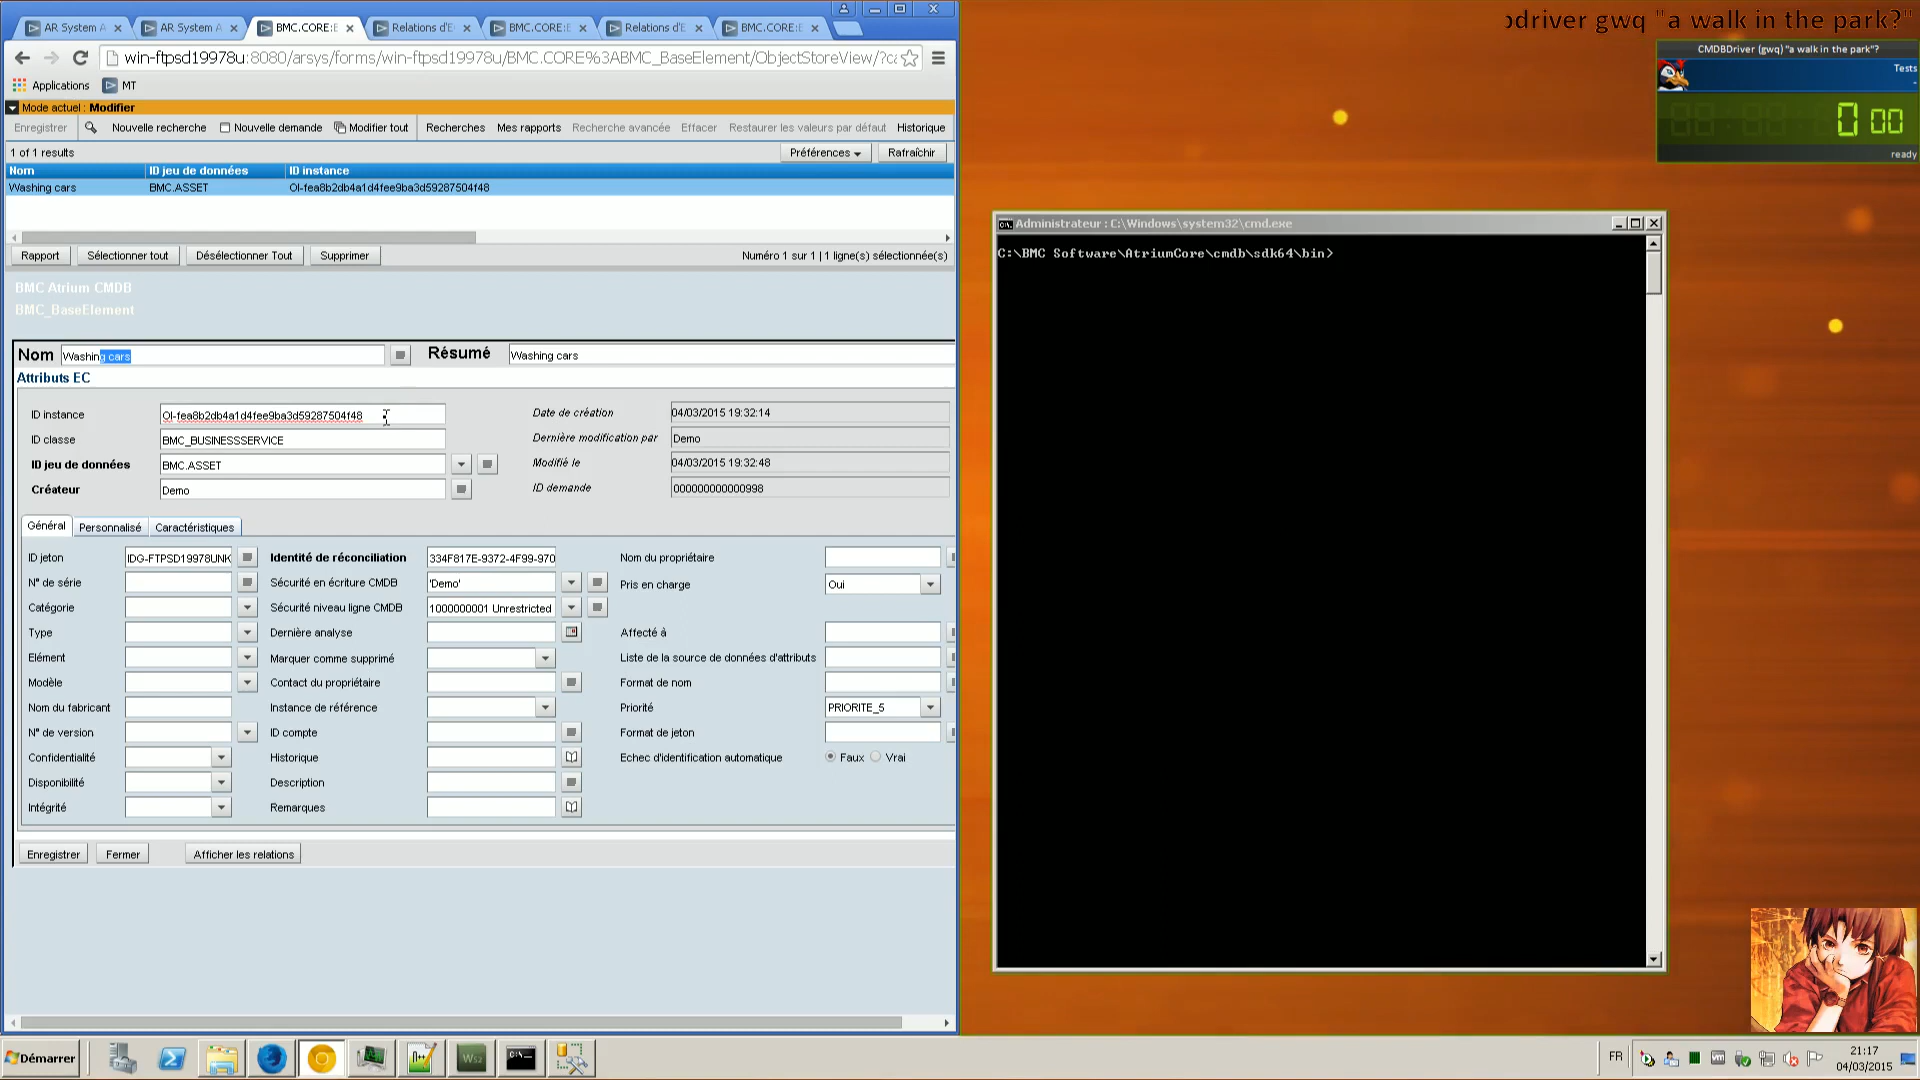 AR System A
AR System A
BMC.CORE:E
Relations d'E
BMC.CORE:E
Relations d'E
BMC.CORE:E
win-ftpsd19978u:8080/arsys/forms/win-ftpsd19978u/BMC.CORE%3ABMC_BaseElement/ObjectStoreView/?ca
Applications
MT
Mode actuel : Modifier
Enregistrer
Nouvelle recherche
Nouvelle demande
Modifier tout
Recherches
Mes rapports
Recherche avancée
Effacer
Restaurer les valeurs par défaut
Historique
1 of 1 results
Préférences
Rafraîchir
Nom
ID jeu de données
ID instance
Washing cars
BMC.ASSET
OI-fea8b2db4a1d4fee9ba3d59287504f48
Rapport
Sélectionner tout
Désélectionner Tout
Supprimer
Numéro 1 sur 1 | 1 ligne(s) sélectionnée(s)
BMC Atrium CMDB
BMC_BaseElement
Nom
Washing cars
Résumé
Washing cars
Attributs EC
ID instance
OI-fea8b2db4a1d4fee9ba3d59287504f48
Date de création
04/03/2015 19:32:14
ID classe
BMC_BUSINESSSERVICE
Dernière modification par
Demo
ID jeu de données
BMC.ASSET
Modifié le
04/03/2015 19:32:48
Créateur
Demo
ID demande
000000000000998
Général
Personnalisé
Caractéristiques
ID jeton
IDG-FTPSD19978UNK
Identité de réconciliation
334F817E-9372-4F99-970
Nom du propriétaire
N° de série
Sécurité en écriture CMDB
'Demo'
Pris en charge
Oui
Catégorie
Sécurité niveau ligne CMDB
1000000001 Unrestricted
Type
Dernière analyse
Affecté à
Elément
Marquer comme supprimé
Liste de la source de données d'attributs
Modèle
Contact du propriétaire
Format de nom
Nom du fabricant
Instance de référence
Priorité
PRIORITE_5
N° de version
ID compte
Format de jeton
Confidentialité
Historique
Echec d'identification automatique
Faux
Vrai
Disponibilité
Description
Intégrité
Remarques
Enregistrer
Fermer
Afficher les relations
driver gwq "a walk in the park?"
CMDBDriver (gwq) "a walk in the park"?
Tests
-
0 00
ready
Administrateur : C:\Windows\system32\cmd.exe
C:\BMC Software\AtriumCore\cmdb\sdk64\bin>
Démarrer
FR
21:17
04/03/2015